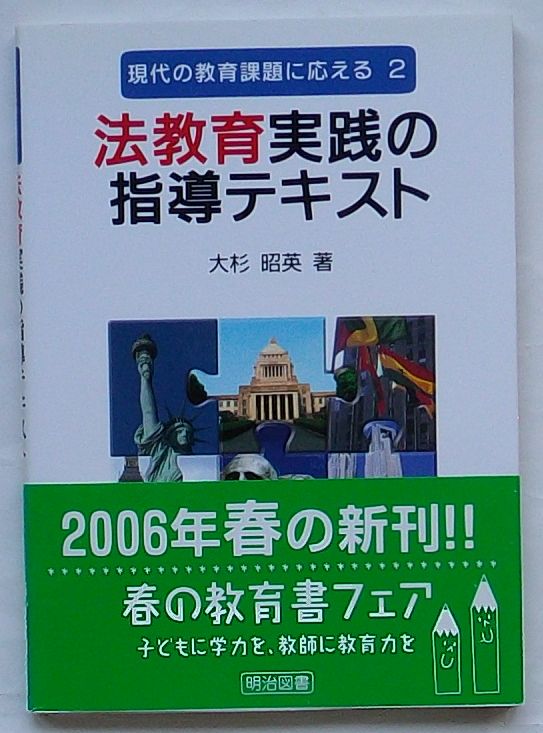 現代の教育課題に応える 2
法教育実践の
指導テキスト
大杉 昭英 著
2006年春の新刊!!
春の教育書フェア
子どもに学力を、教師に教育力を
明治図書